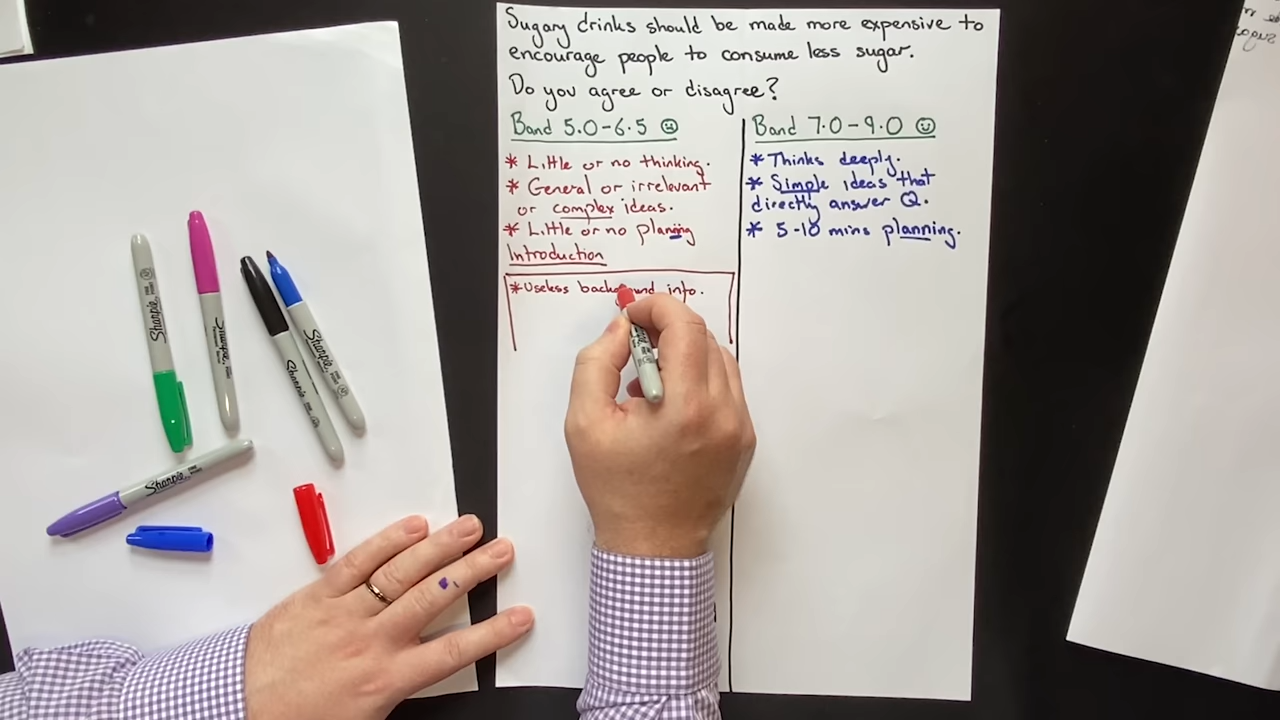 Sugary drinks should be made more expensive to
encourage people to consume less sugar.
Do you agree or disagree?
Band 5.0-6.5 ☹
* Little or no thinking.
* General or irrelevant
or complex ideas.
* Little or no planing
Introduction
* Useless info.
Band 7.0-9.0 ☺
* Thinks deeply.
* Simple ideas that
directly answer Q.
* 5-10 mins planning.
Sharpie
Sharpie
Sharpie
Sharpie
Sharpie